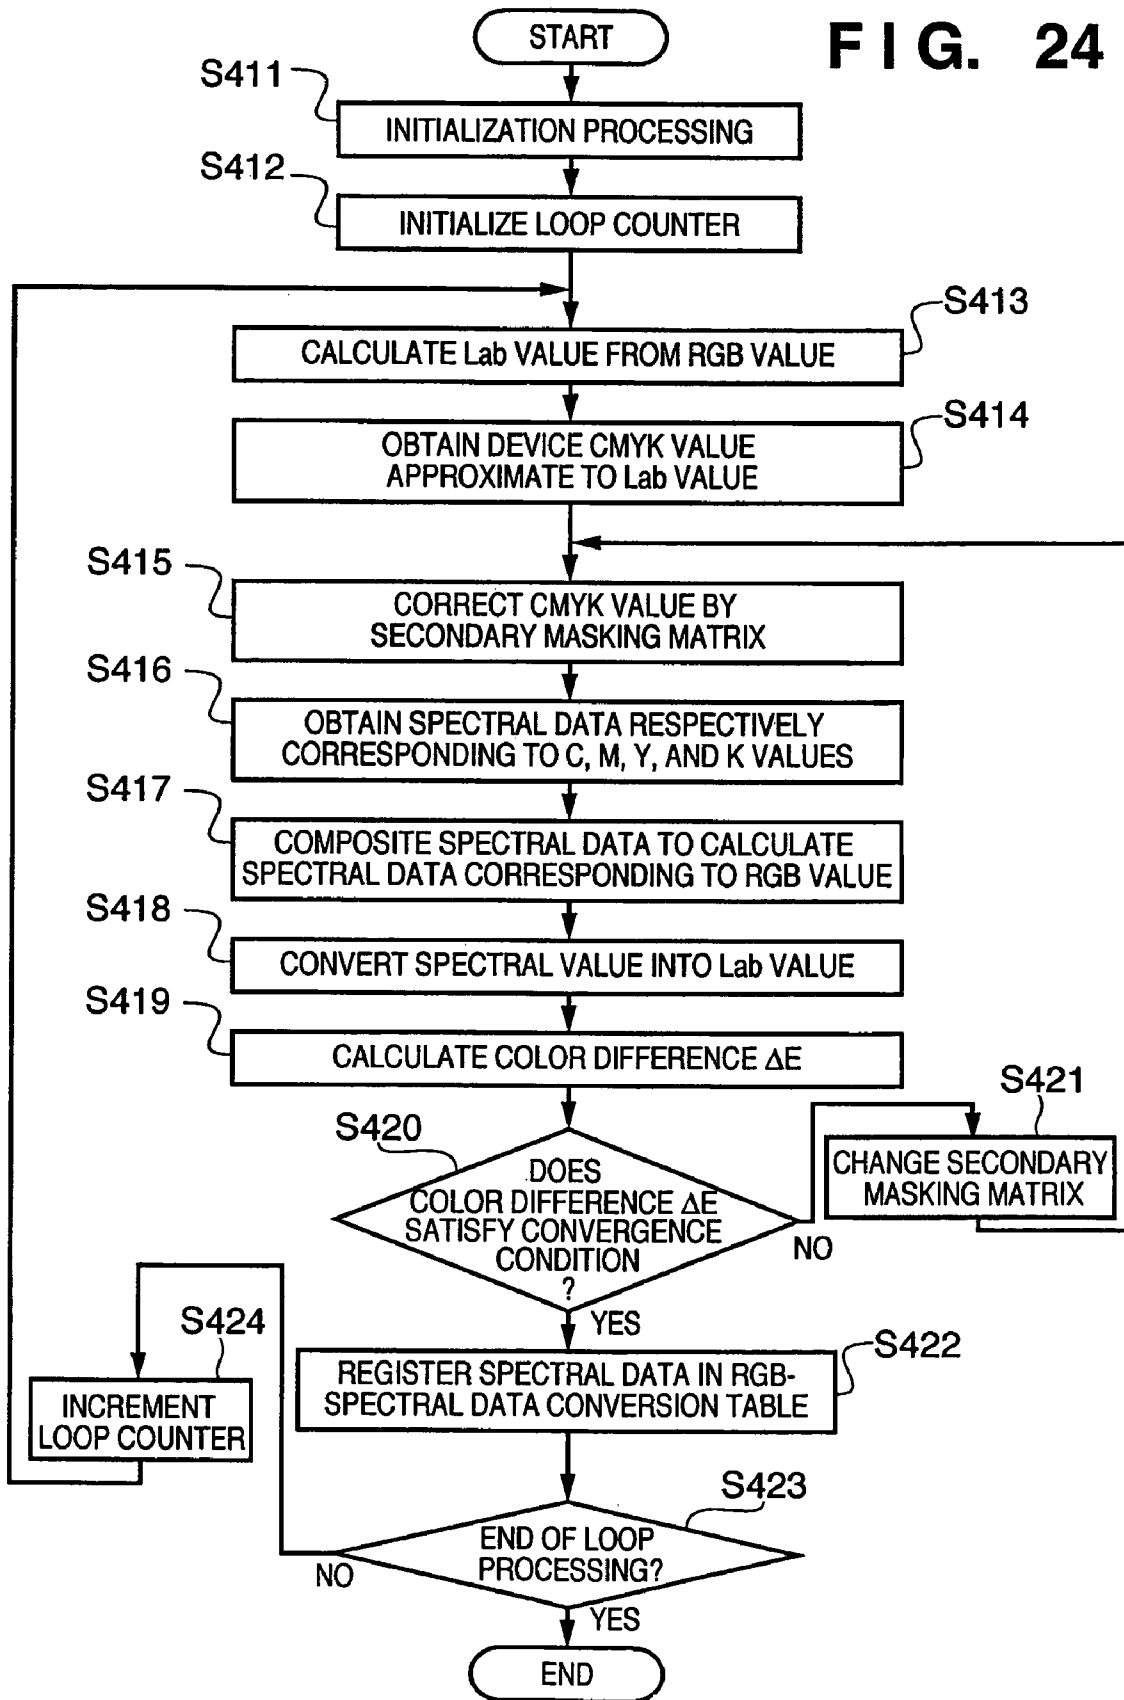 FIG. 24
START
S411
INITIALIZATION PROCESSING
S412
INITIALIZE LOOP COUNTER
S413
CALCULATE Lab VALUE FROM RGB VALUE
S414
OBTAIN DEVICE CMYK VALUE
APPROXIMATE TO Lab VALUE
S415
CORRECT CMYK VALUE BY
SECONDARY MASKING MATRIX
S416
OBTAIN SPECTRAL DATA RESPECTIVELY
CORRESPONDING TO C, M, Y, AND K VALUES
S417
COMPOSITE SPECTRAL DATA TO CALCULATE
SPECTRAL DATA CORRESPONDING TO RGB VALUE
S418
CONVERT SPECTRAL VALUE INTO Lab VALUE
S419
CALCULATE COLOR DIFFERENCE ΔE
S420
DOES
COLOR DIFFERENCE ΔE
SATISFY CONVERGENCE
CONDITION
?
NO
S421
CHANGE SECONDARY
MASKING MATRIX
YES
S422
REGISTER SPECTRAL DATA IN RGB-
SPECTRAL DATA CONVERSION TABLE
S423
END OF LOOP
PROCESSING?
NO
S424
INCREMENT
LOOP COUNTER
YES
END